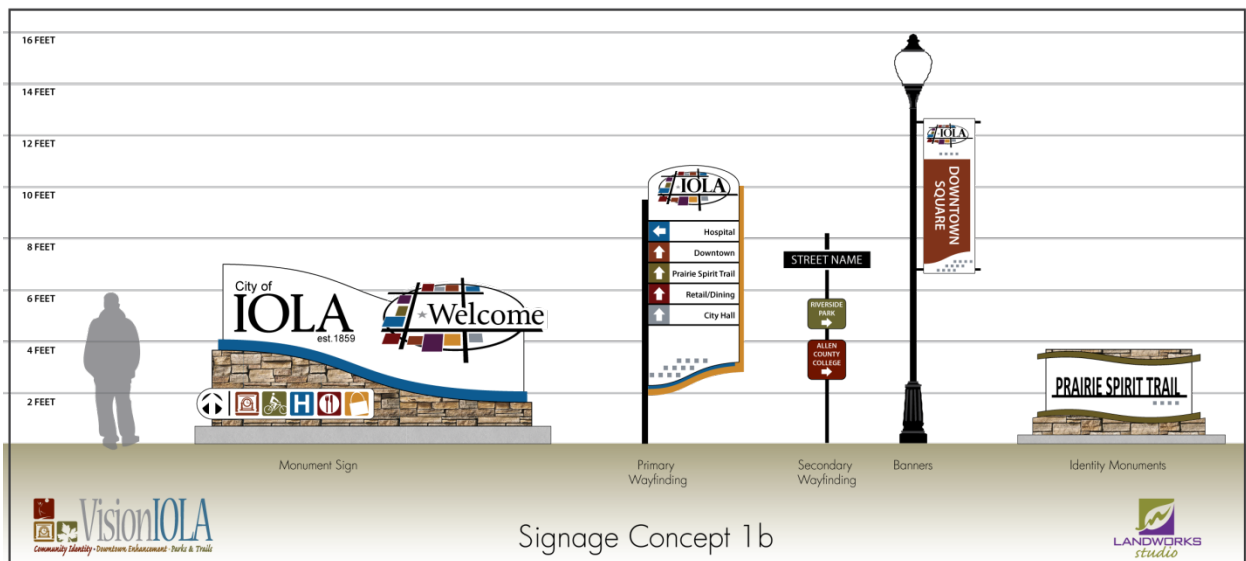 16 FEET
14 FEET
12 FEET
10 FEET
8 FEET
6 FEET
4 FEET
2 FEET
City of
IOLA
est.1859
Welcome
H
IOLA
Hospital
Downtown
Prairie Spirit Trail
Retail/Dining
City Hall
STREET NAME
RIVERSIDE
PARK
ALLEN
COUNTY
COLLEGE
IOLA
DOWNTOWN
SQUARE
PRAIRIE SPIRIT TRAIL
Monument Sign
Primary
Wayfinding
Secondary
Wayfinding
Banners
Identity Monuments
VisionIOLA
Community Identity • Downtown Enhancement • Parks & Trails
Signage Concept 1b
LANDWORKS
studio